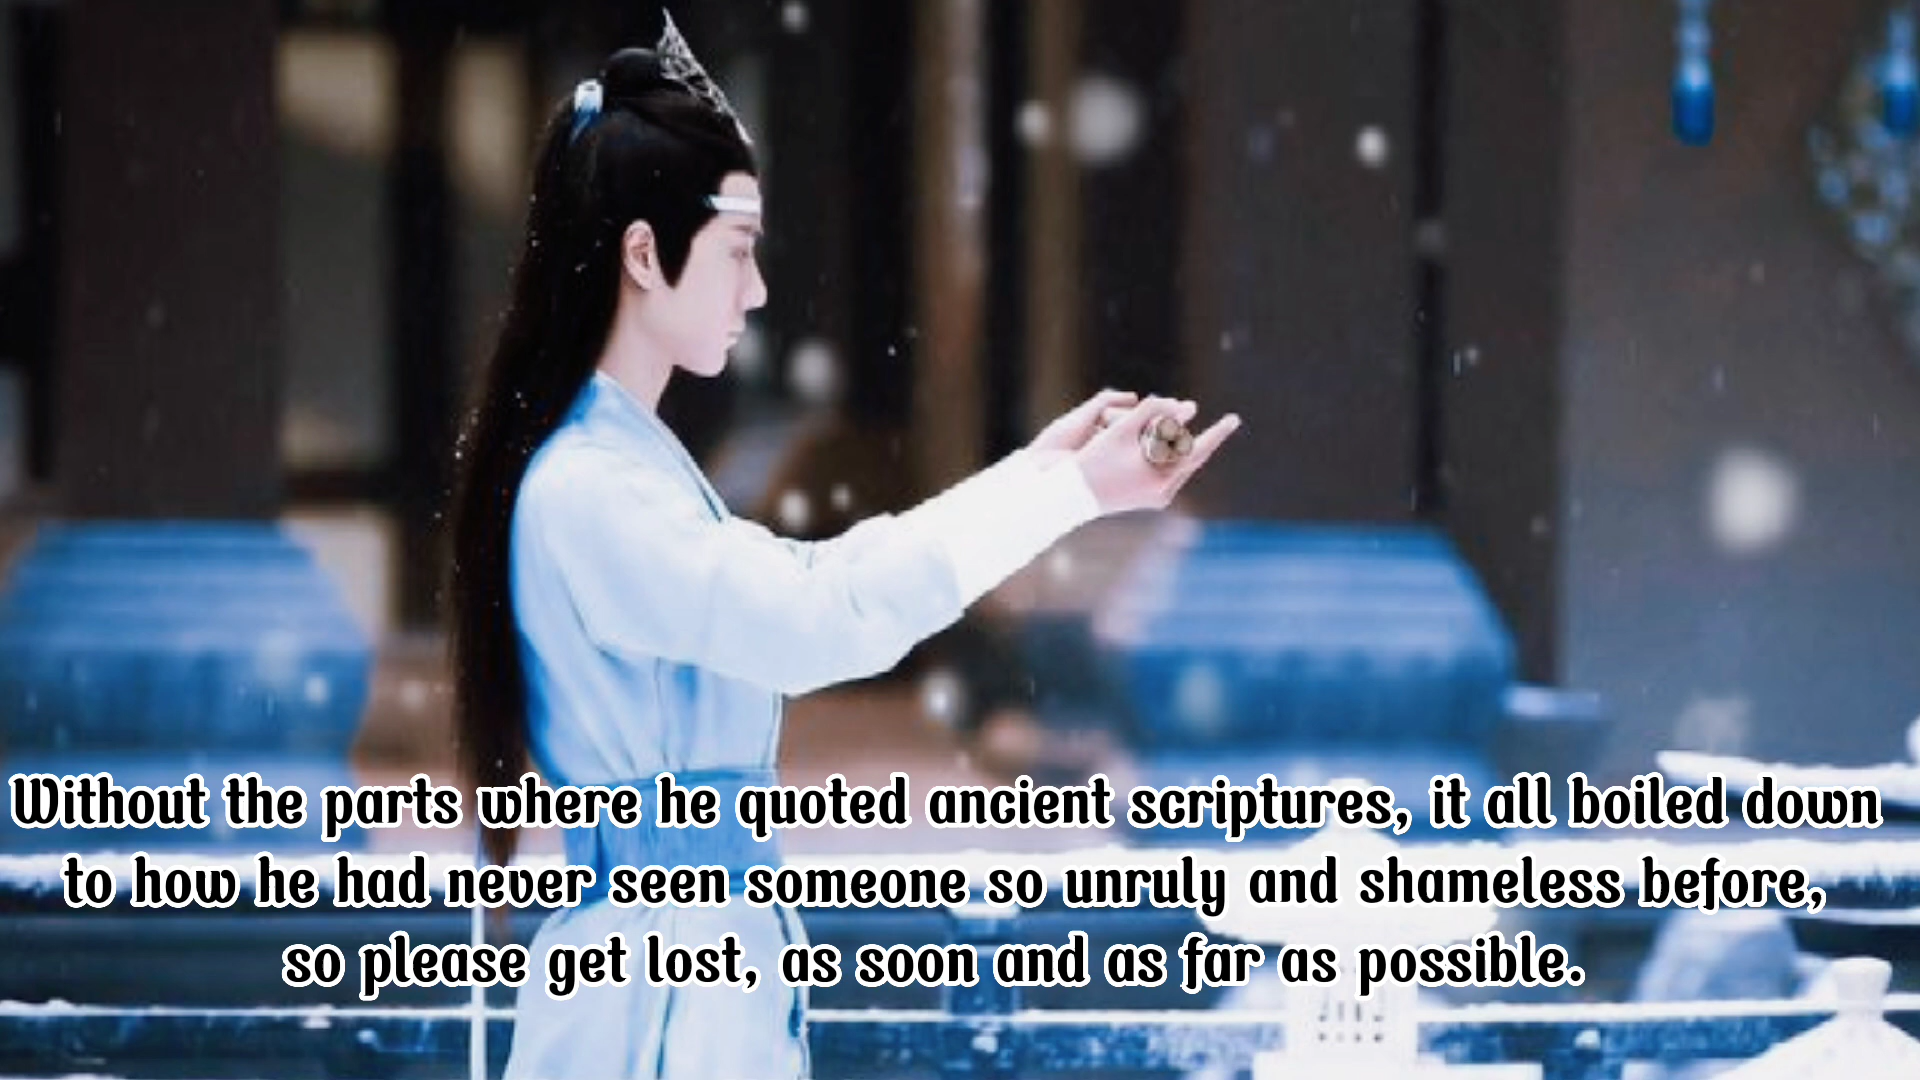 Without the parts where he quoted ancient scriptures, it all boiled down
to how he had never seen someone so unruly and shameless before,
so please get lost, as soon and as far as possible.